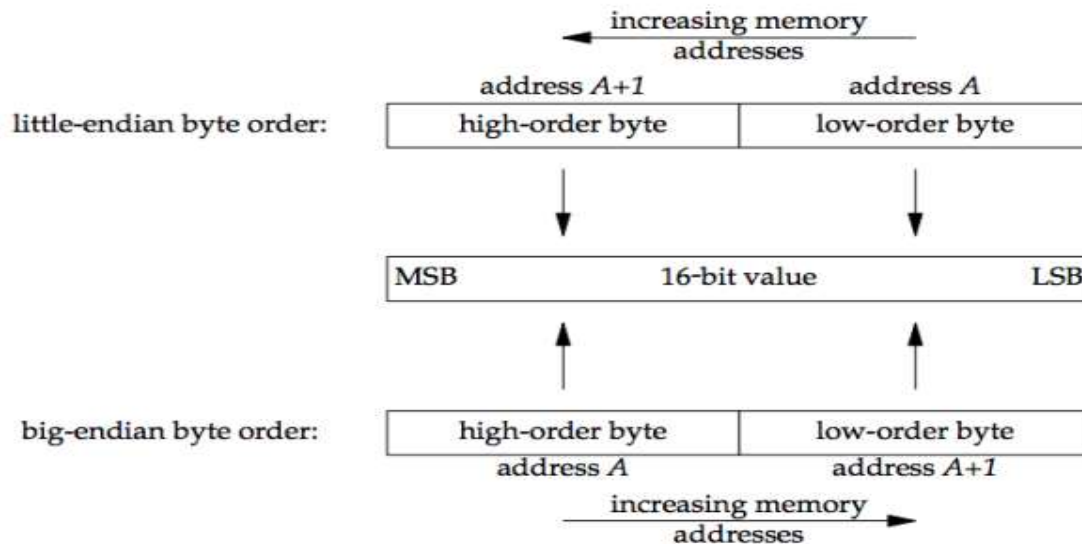 increasing memory
addresses
address A+1 address A
little-endian byte order: high-order byte low-order byte
MSB 16-bit value LSB
big-endian byte order: high-order byte low-order byte
address A address A+1
increasing memory
addresses